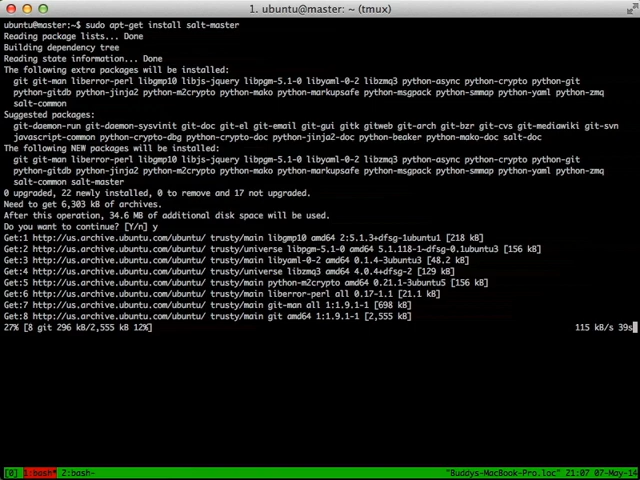 1. ubuntu@master: ~ (tmux)
ubuntu@master:~$ sudo apt-get install salt-master
Reading package lists... Done
Building dependency tree
Reading state information... Done
The following extra packages will be installed:
git git-man liberror-perl libgmp10 libjs-jquery libpgm-5.1-0 libyaml-0-2 libzmq3 python-async python-crypto python-git
python-gitdb python-jinja2 python-m2crypto python-mako python-markupsafe python-msgpack python-smmap python-yaml python-zmq
salt-common
Suggested packages:
git-daemon-run git-daemon-sysvinit git-doc git-el git-email git-gui gitk gitweb git-arch git-bzr git-cvs git-mediawiki git-svn
javascript-common python-crypto-dbg python-crypto-doc python-jinja2-doc python-beaker python-mako-doc salt-doc
The following NEW packages will be installed:
git git-man liberror-perl libgmp10 libjs-jquery libpgm-5.1-0 libyaml-0-2 libzmq3 python-async python-crypto python-git
python-gitdb python-jinja2 python-m2crypto python-mako python-markupsafe python-msgpack python-smmap python-yaml python-zmq
salt-common salt-master
0 upgraded, 22 newly installed, 0 to remove and 17 not upgraded.
Need to get 6,303 kB of archives.
After this operation, 34.6 MB of additional disk space will be used.
Do you want to continue? [Y/n] y
Get:1 http://us.archive.ubuntu.com/ubuntu/ trusty/main libgmp10 amd64 2:5.1.3+dfsg-1ubuntu1 [218 kB]
Get:2 http://us.archive.ubuntu.com/ubuntu/ trusty/universe libpgm-5.1-0 amd64 5.1.118-1~dfsg-0.1ubuntu3 [156 kB]
Get:3 http://us.archive.ubuntu.com/ubuntu/ trusty/main libyaml-0-2 amd64 0.1.4-3ubuntu3 [48.2 kB]
Get:4 http://us.archive.ubuntu.com/ubuntu/ trusty/universe libzmq3 amd64 4.0.4+dfsg-2 [129 kB]
Get:5 http://us.archive.ubuntu.com/ubuntu/ trusty/main python-m2crypto amd64 0.21.1-3ubuntu5 [156 kB]
Get:6 http://us.archive.ubuntu.com/ubuntu/ trusty/main liberror-perl all 0.17-1.1 [21.1 kB]
Get:7 http://us.archive.ubuntu.com/ubuntu/ trusty/main git-man all 1:1.9.1-1 [698 kB]
Get:8 http://us.archive.ubuntu.com/ubuntu/ trusty/main git amd64 1:1.9.1-1 [2,555 kB]
27% [8 git 296 kB/2,555 kB 12%] 115 kB/s 39s
[0] 1:bash* 2:bash- "Buddys-MacBook-Pro.loc" 21:07 07-May-14